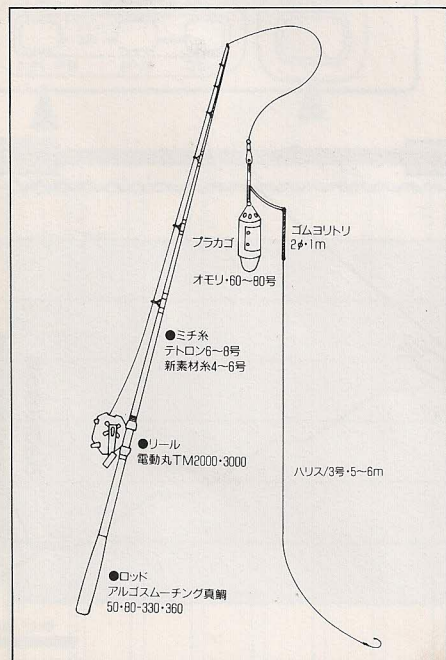 プラカゴ
オモリ・60〜80号
ゴムヨリトリ
2φ・1m
●ミチ糸
テトロン6〜8号
新素材糸4〜6号
●リール
電動丸TM2000・3000
ハリス/3号・5〜6m
●ロッド
アルゴスムーチング真鯛
50・80-330・360